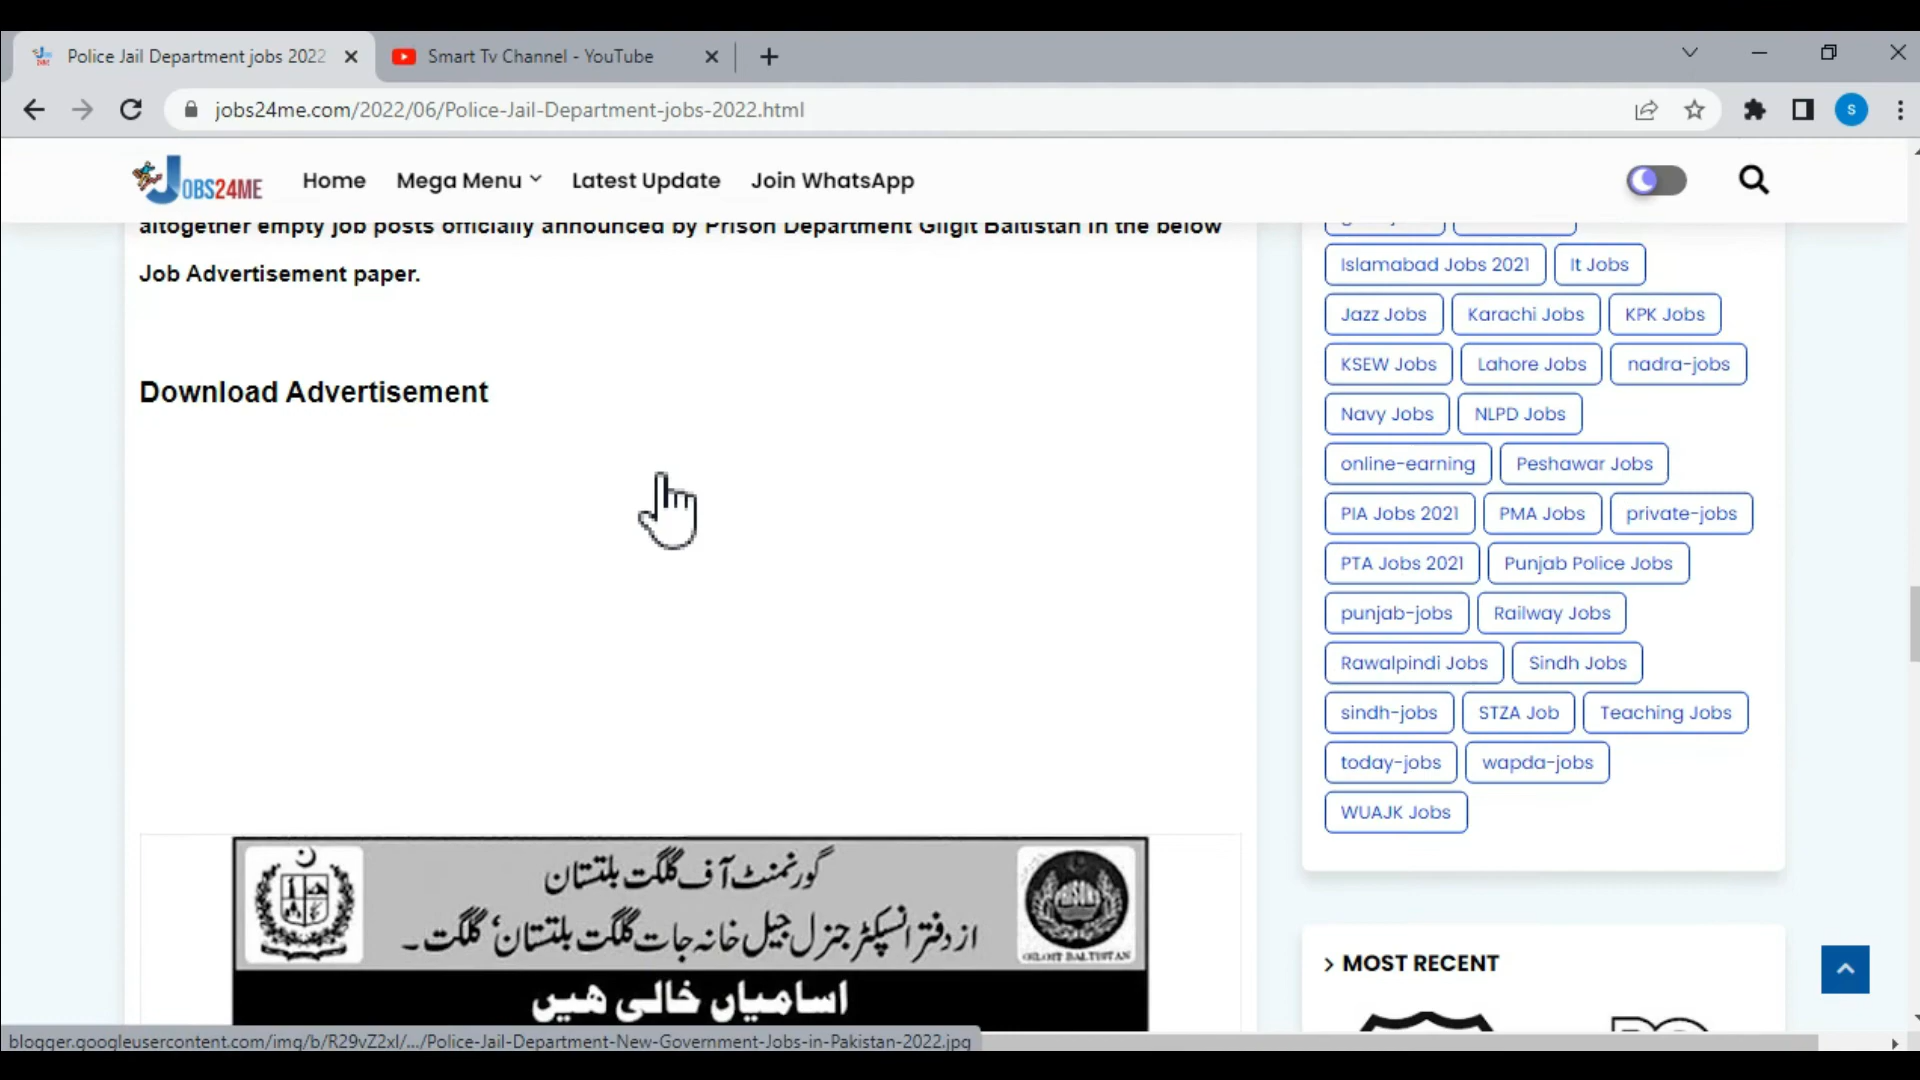 Police Jail Department jobs 2022
Smart Tv Channel - YouTube
jobs24me.com/2022/06/Police-Jail-Department-jobs-2022.html
S
JOBS24ME
Home
Mega Menu
Latest Update
Join WhatsApp
altogether empty job posts officially announced by Prison Department Gilgit Baltistan in the below
Job Advertisement paper.
Download Advertisement
گورنمنٹ آف گلگت بلتستان
از دفتر انسپکٹر جنرل جیل خانہ جات گلگت بلتستان، گلگت۔
PRISONS
GILGIT BALTISTAN
اسامیاں خالی ہیں
Islamabad Jobs 2021
It Jobs
Jazz Jobs
Karachi Jobs
KPK Jobs
KSEW Jobs
Lahore Jobs
nadra-jobs
Navy Jobs
NLPD Jobs
online-earning
Peshawar Jobs
PIA Jobs 2021
PMA Jobs
private-jobs
PTA Jobs 2021
Punjab Police Jobs
punjab-jobs
Railway Jobs
Rawalpindi Jobs
Sindh Jobs
sindh-jobs
STZA Job
Teaching Jobs
today-jobs
wapda-jobs
WUAJK Jobs
MOST RECENT
blogger.googleusercontent.com/img/b/R29vZ2xl/.../Police-Jail-Department-New-Government-Jobs-in-Pakistan-2022.jpg